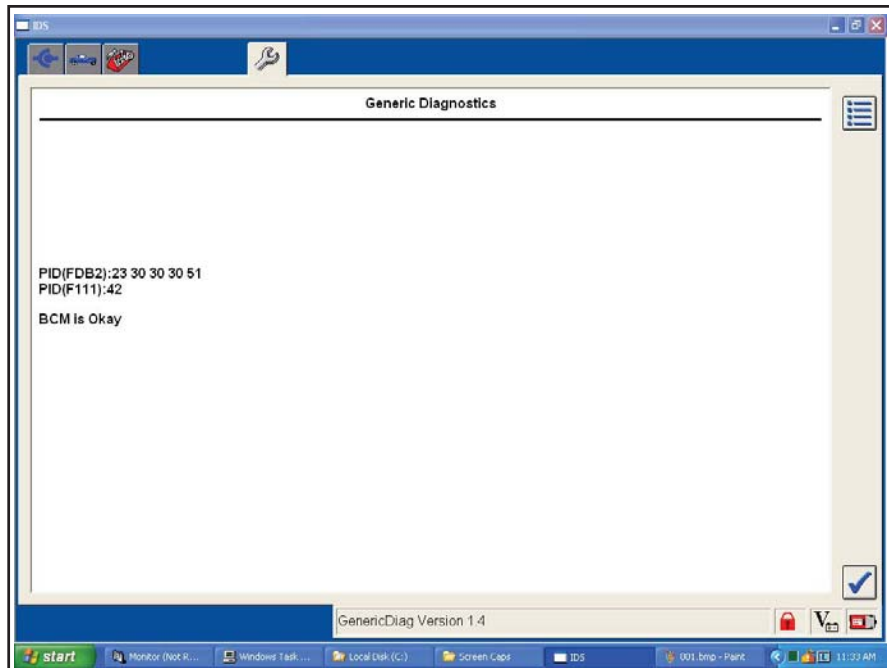 IDS
Generic Diagnostics
PID(FDB2):23 30 30 30 51
PID(F111):42
BCM is Okay
GenericDiag Version 1.4
start
Monitor (Not R...
Windows Task ...
Local Disk (C:)
Screen Caps
IDS
001.bmp - Paint
11:33 AM